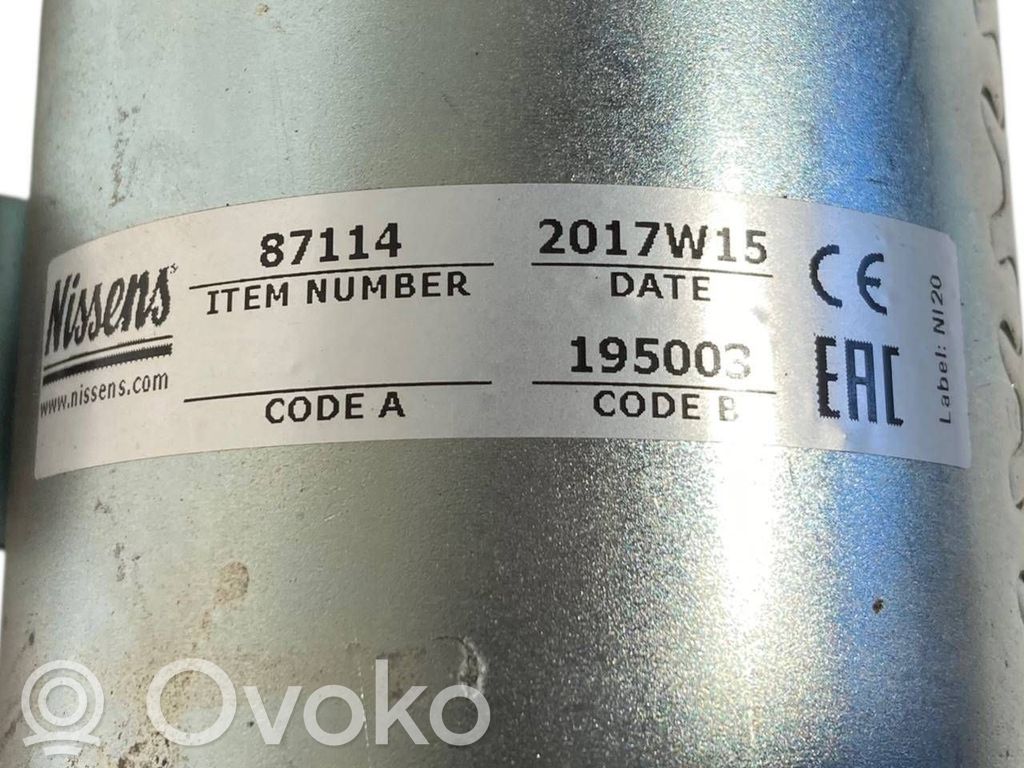 Nissens
www.nissens.com
87114
ITEM NUMBER
CODE A
2017W15
DATE
195003
CODE B
CE
EAC
Label: NI20
Ovoko